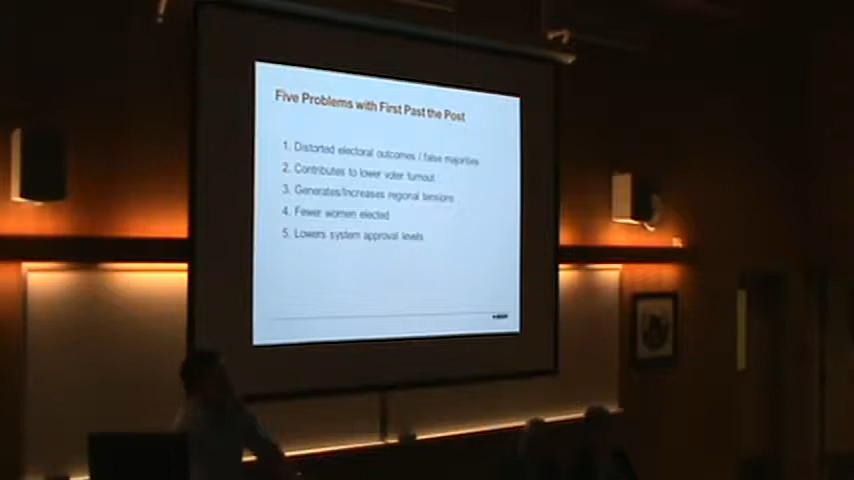 Five Problems with First Past the Post
1. Distorted electoral outcomes / false majorities
2. Contributes to lower voter turnout
3. Generates/Increases regional tensions
4. Fewer women elected
5. Lowers system approval levels